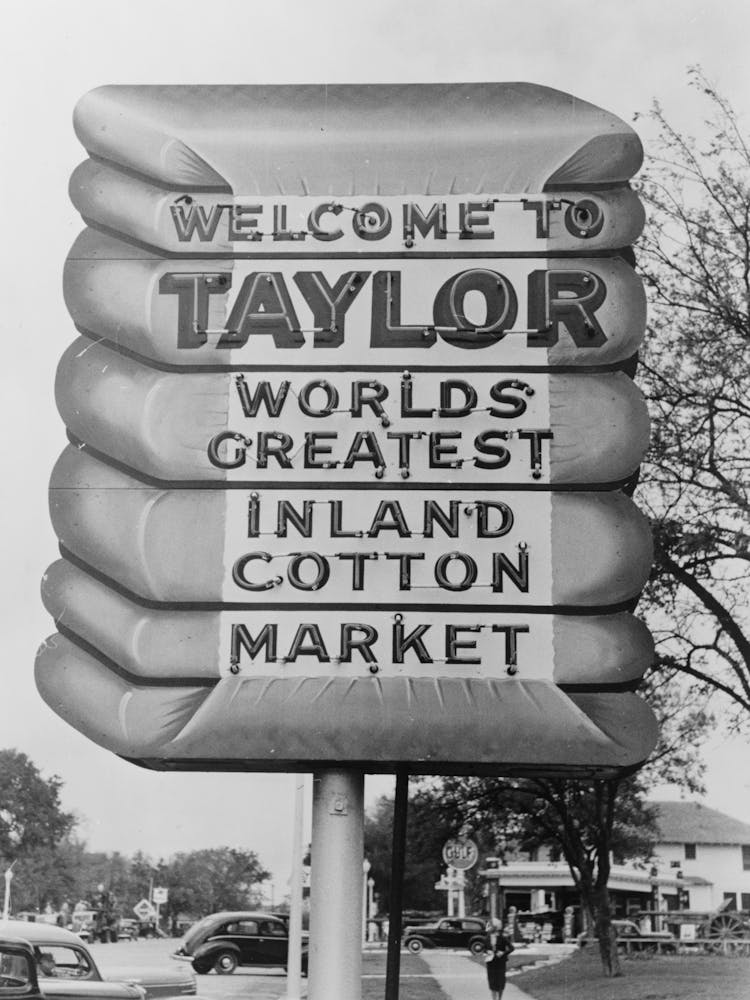 WELCOME TO
TAYLOR
WORLDS
GREATEST
INLAND
COTTON
MARKET
GULF